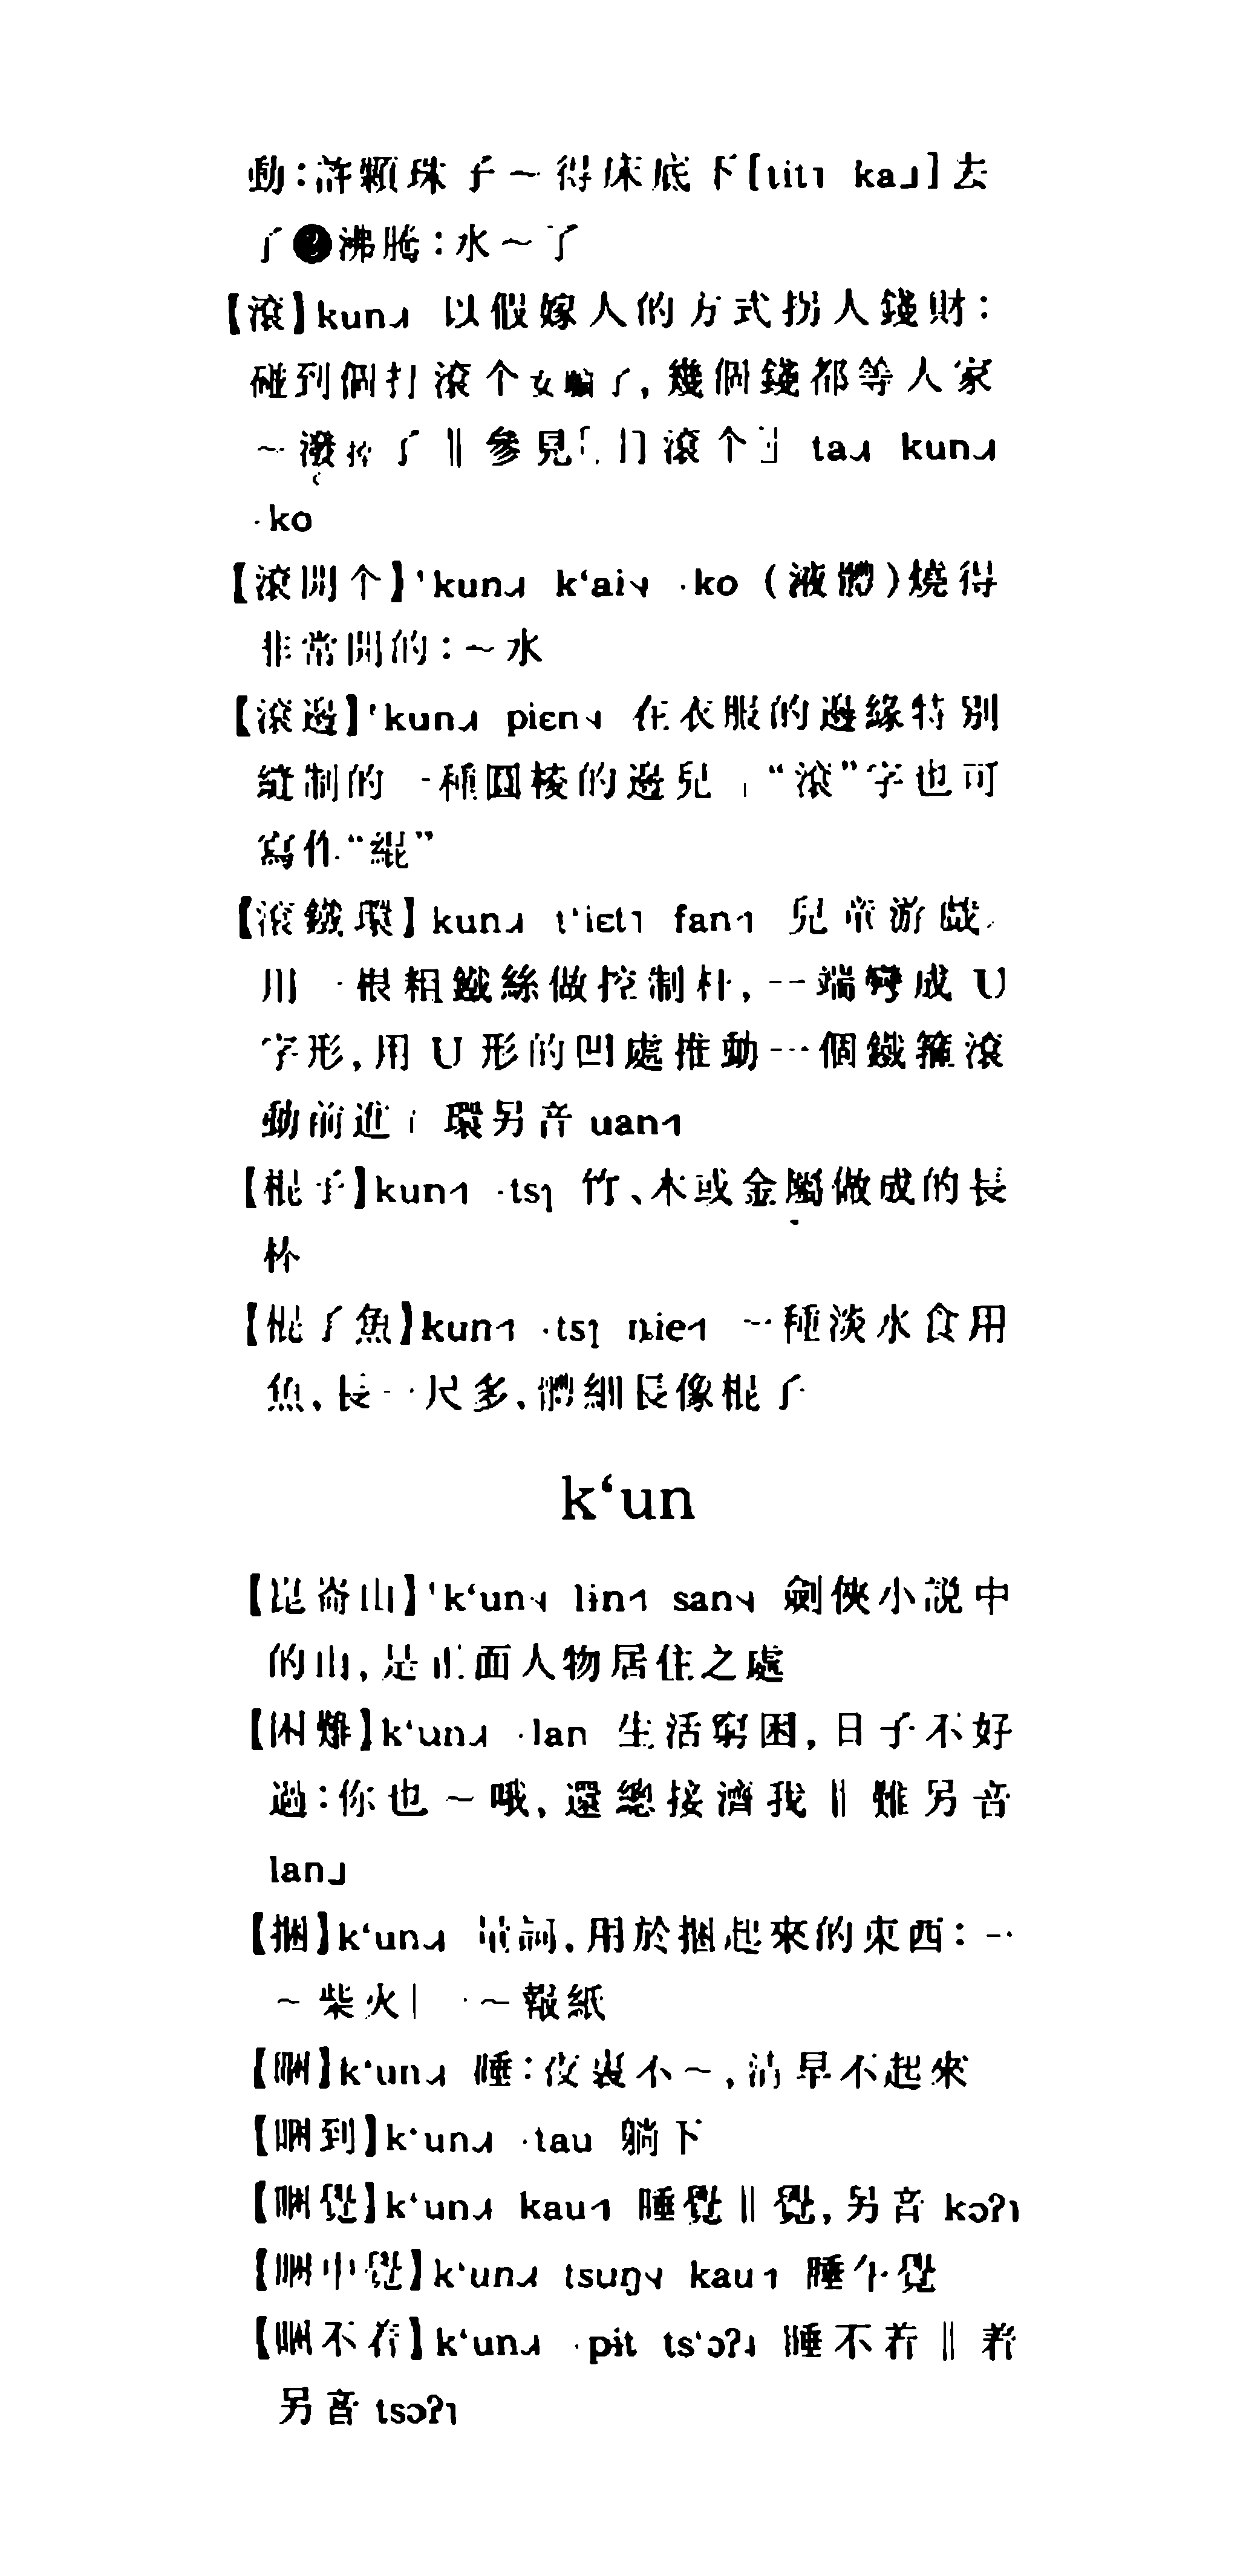 動：許顆珠子～得床底下[tit˥ ka˩]去
了❷沸騰：水～了
【滾】kun˩˧ 以假嫁人的方式拐人錢財：
碰到個打滾个女騙了，幾個錢都等人家
～潑掉了‖參見「打滾个」 ta˩˧ kun˩˧
·ko
【滾開个】'kun˩˧ k‘ai˧˩ ·ko （液體）燒得
非常開的：～水
【滾邊】'kun˩˧ piɛn˧˩ 在衣服的邊緣特別
縫制的一種圓棱的邊兒‖“滾”字也可
寫作“緄”
【滾鐵環】kun˩˧ t‘iɛt˥ fan˧˥ 兒童游戲，
用一根粗鐵絲做控制杆，一端彎成 U
字形，用 U 形的凹處推動一個鐵箍滾
動前進‖環另音 uan˧˥
【棍子】kun˧˥ ·tsɿ 竹、木或金屬做成的長
杯
【棍子魚】kun˧˥ ·tsɿ n̠ie˧˥ 一種淡水食用
魚，長一尺多，體細長像棍子
k‘un
【崑崙山】'k‘un˧˩ lɨn˧˥ san˧˩ 劍俠小説中
的山，是正面人物居住之處
【困難】k‘un˩˧ ·lan 生活窮困，日子不好
過：你也～哦，還總接濟我‖難另音
lan˩
【捆】k‘un˩˧ 量詞，用於捆起來的東西：一
～柴火｜一～報紙
【睏】k‘un˩˧ 睡：夜裏不～，清早不起來
【睏到】k‘un˩˧ ·tau 躺下
【睏覺】k‘un˩˧ kau˧˥ 睡覺‖覺，另音 kɔʔ˥
【睏中覺】k‘un˩˧ tsuŋ˧˩ kau˧˥ 睡午覺
【睏不着】k‘un˩˧ ·pɨt ts‘ɔʔ˨ 睡不着‖着
另音 tsɔʔ˥